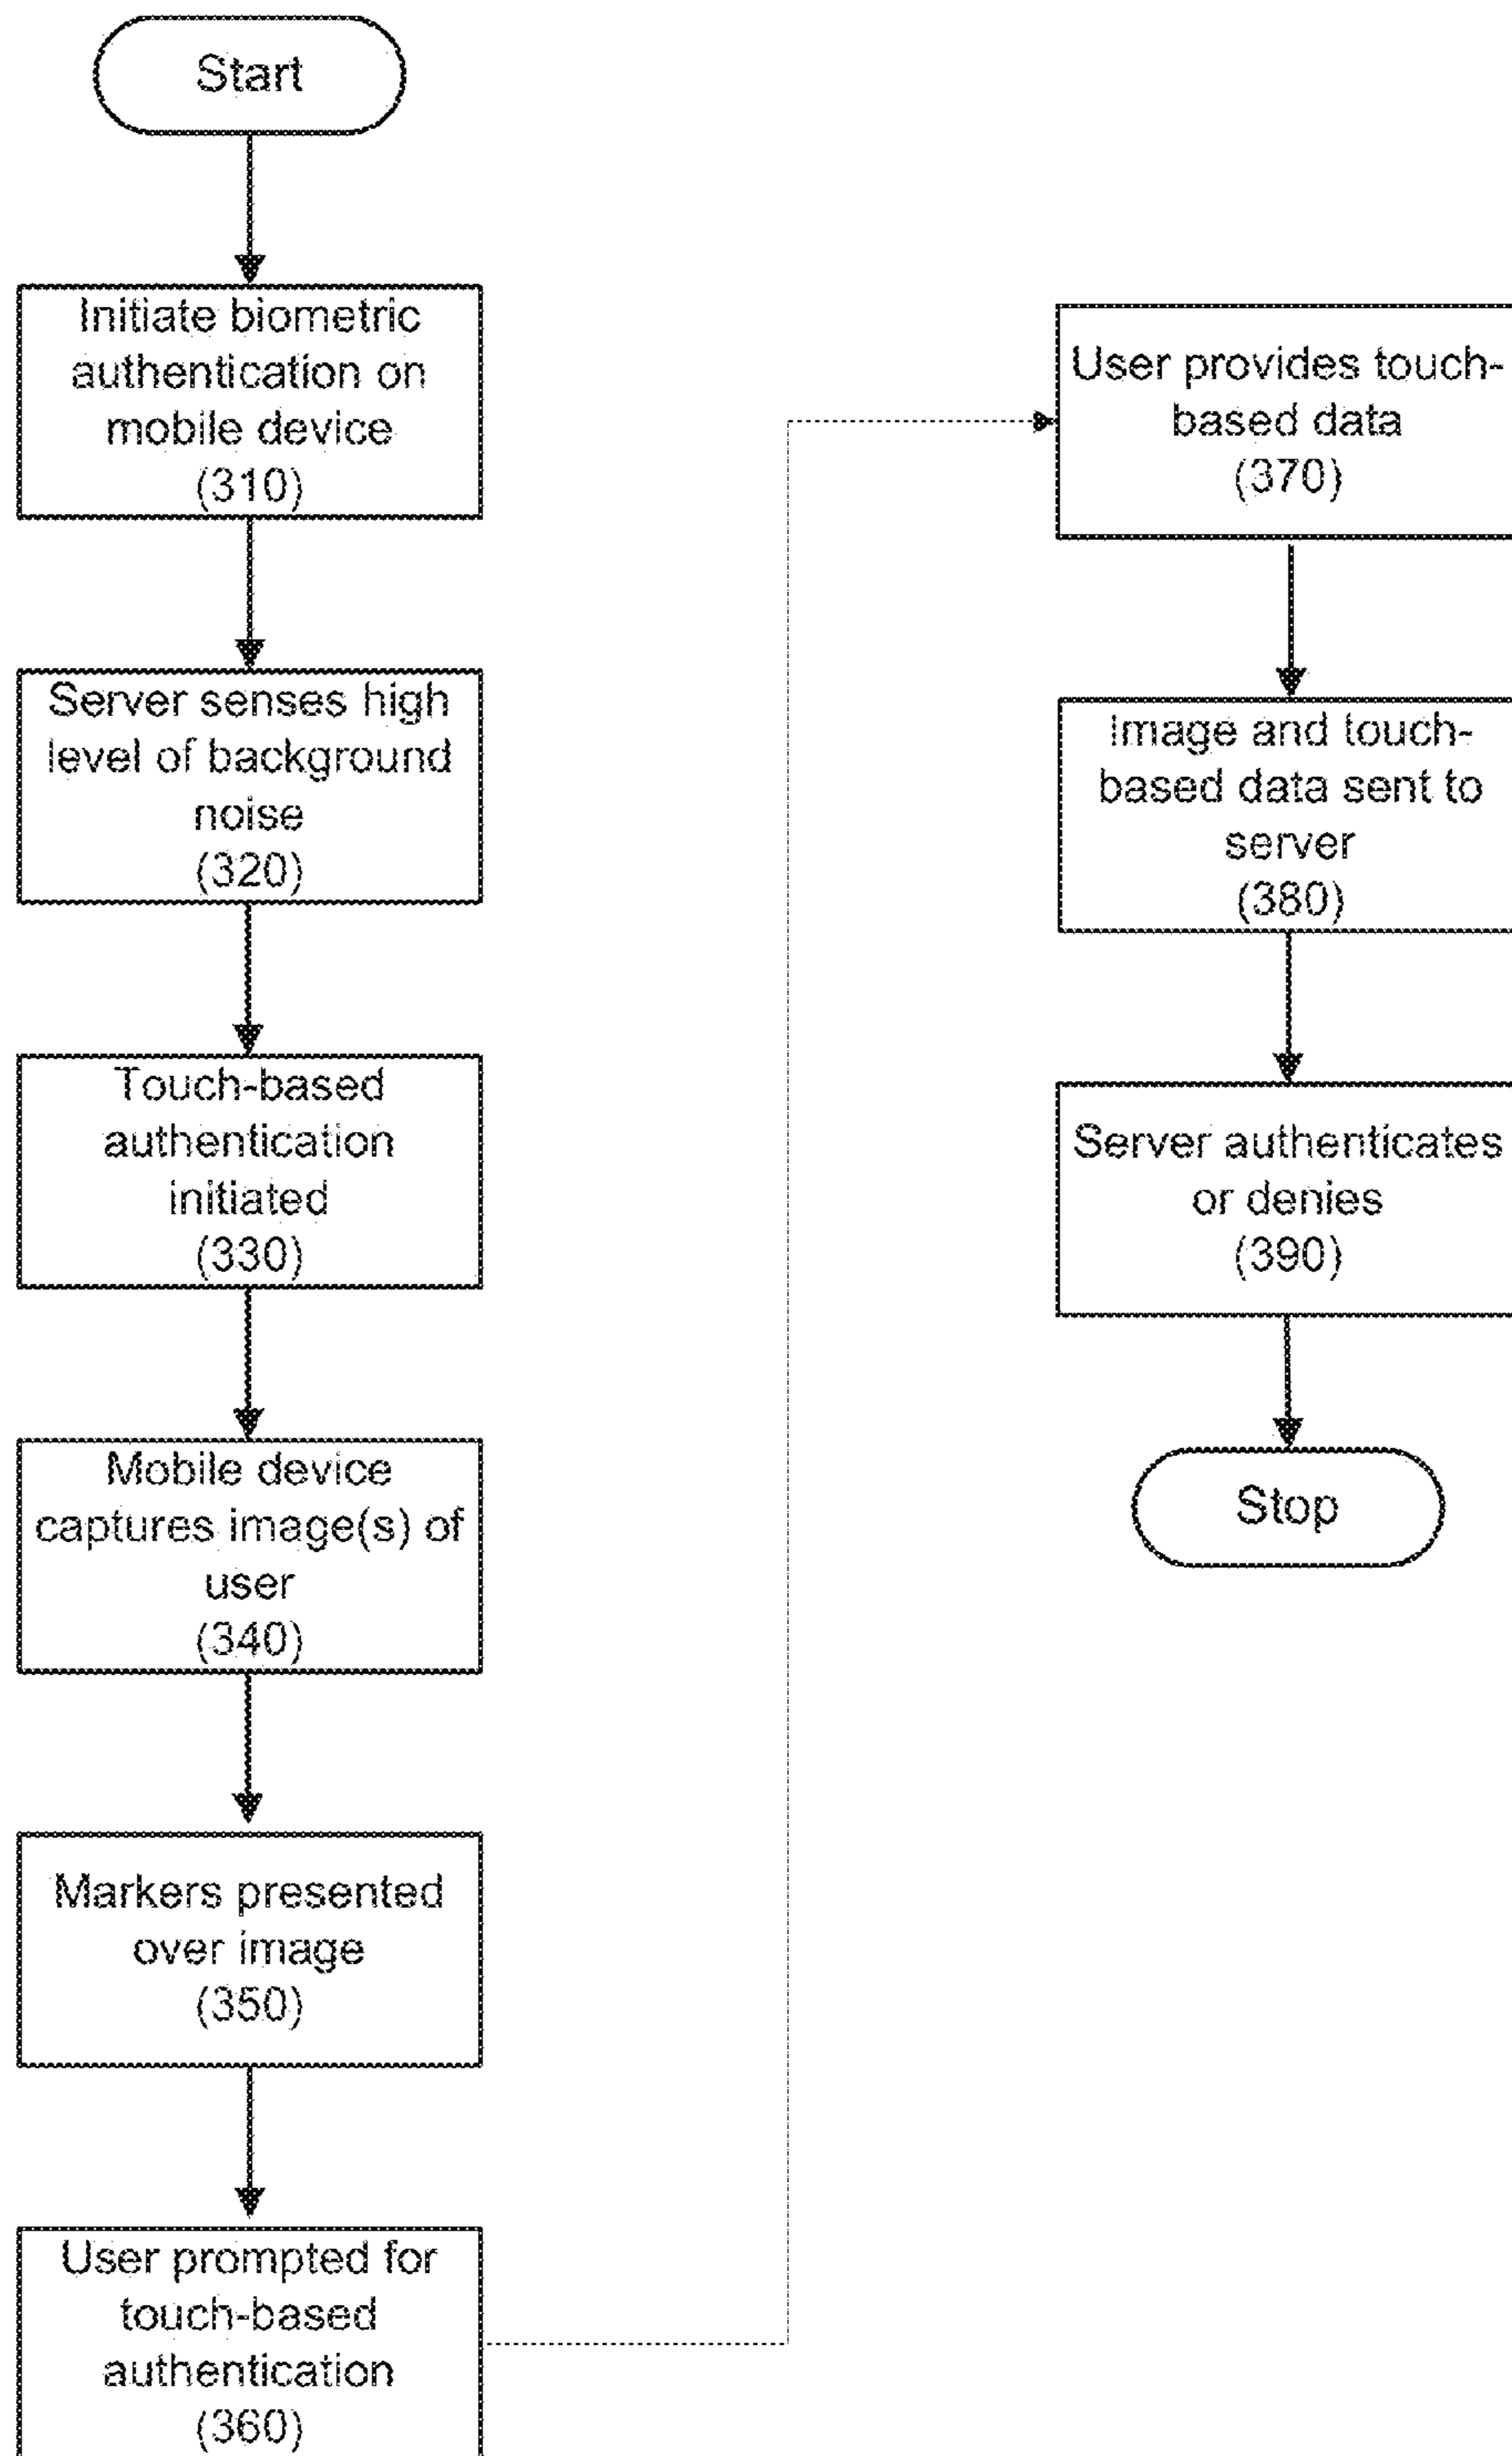 Start
Initiate biometric
authentication on
mobile device
(310)
Server senses high
level of background
noise
(320)
Touch-based
authentication
initiated
(330)
Mobile device
captures image(s) of
user
(340)
Markers presented
over image
(350)
User prompted for
touch-based
authentication
(360)
User provides touch-
based data
(370)
Image and touch-
based data sent to
server
(380)
Server authenticates
or denies
(390)
Stop